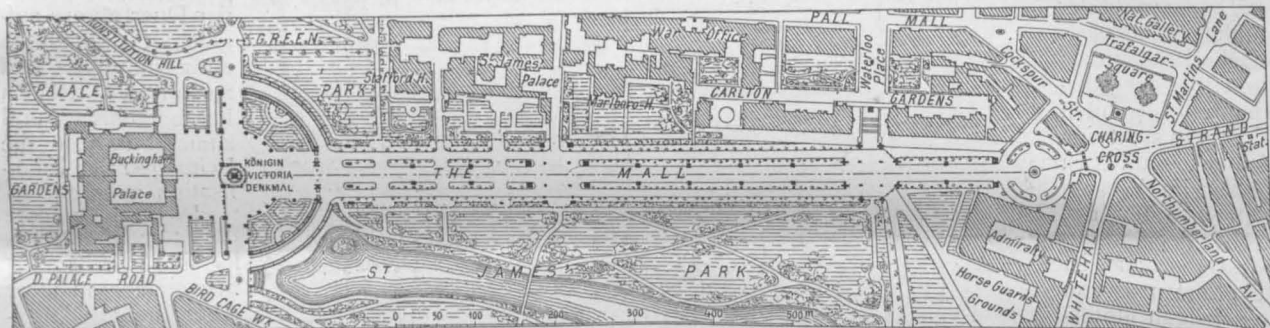 PALL MALL
Nat. Gallery
CONSTITUTION HILL
GREEN PARK
War Office
Trafalgar-Square
St. Martins Lane
Cockspur Str.
Stafford H.
St. James Palace
Waterloo Place
PALACE GARDENS
Marlboro-H.
CARLTON GARDENS
CHARING-CROSS
STRAND
Stat.
Buckingham Palace
KÖNIGIN
VICTORIA
DENKMAL
THE MALL
Northumberland Av.
Admiralty
WHITEHALL
ST JAMES PARK
Horse Guards
Grounds
D. PALACE ROAD
BIRD CAGE WK
0 50 100 200 300 400 500 m